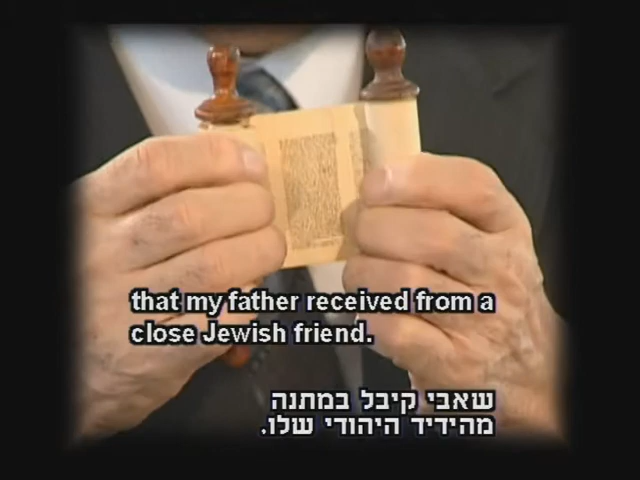 that my father received from a
close Jewish friend.
שאבי קיבל במתנה
מהידיד היהודי שלו.